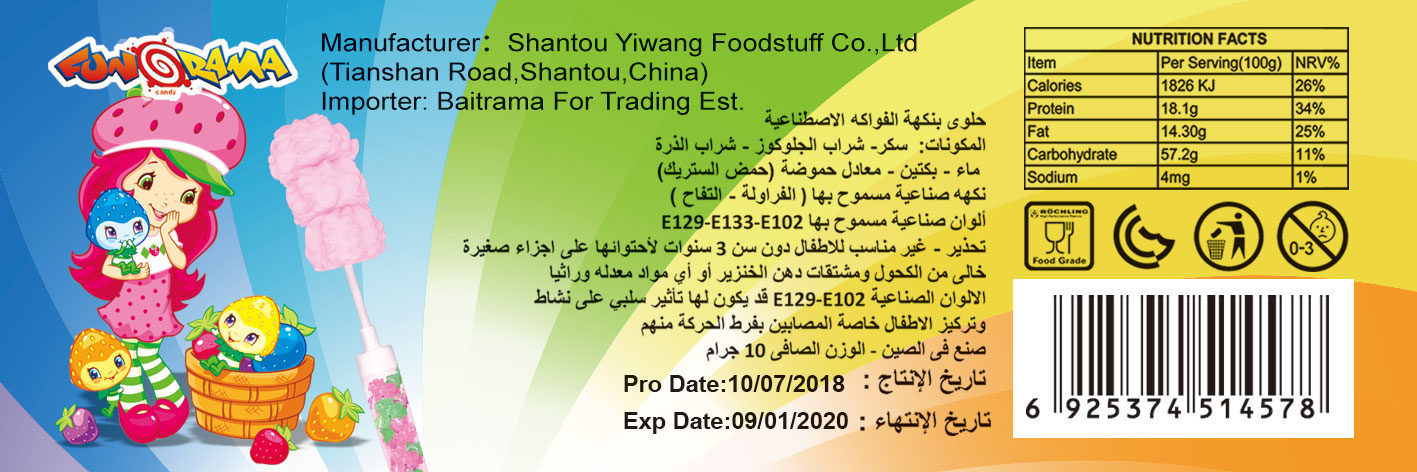 FUNORAMA
candy
Manufacturer：Shantou Yiwang Foodstuff Co.,Ltd
(Tianshan Road,Shantou,China)
Importer: Baitrama For Trading Est.
حلوى بنكهة الفواكه الاصطناعية
المكونات: سكر- شراب الجلوكوز - شراب الذرة
ماء - بكتين - معادل حموضة (حمض الستريك)
نكهه صناعية مسموح بها ( الفراولة - التفاح )
ألوان صناعية مسموح بها E129-E133-E102
تحذير - غير مناسب للاطفال دون سن 3 سنوات لأحتوائها على اجزاء صغيرة
خالى من الكحول ومشتقات دهن الخنزير أو أي مواد معدله وراثيا
الالوان الصناعية E129-E102 قد يكون لها تأثير سلبي على نشاط
وتركيز الاطفال خاصة المصابين بفرط الحركة منهم
صنع فى الصين - الوزن الصافى 10 جرام
Pro Date:10/07/2018 : تاريخ الإنتاج
Exp Date:09/01/2020 : تاريخ الإنتهاء
NUTRITION FACTS
Item Per Serving(100g) NRV%
Calories 1826 KJ 26%
Protein 18.1g 34%
Fat 14.30g 25%
Carbohydrate 57.2g 11%
Sodium 4mg 1%
RÖCHLING
High Performance Plastics
Food Grade
0-3
6 925374 514578